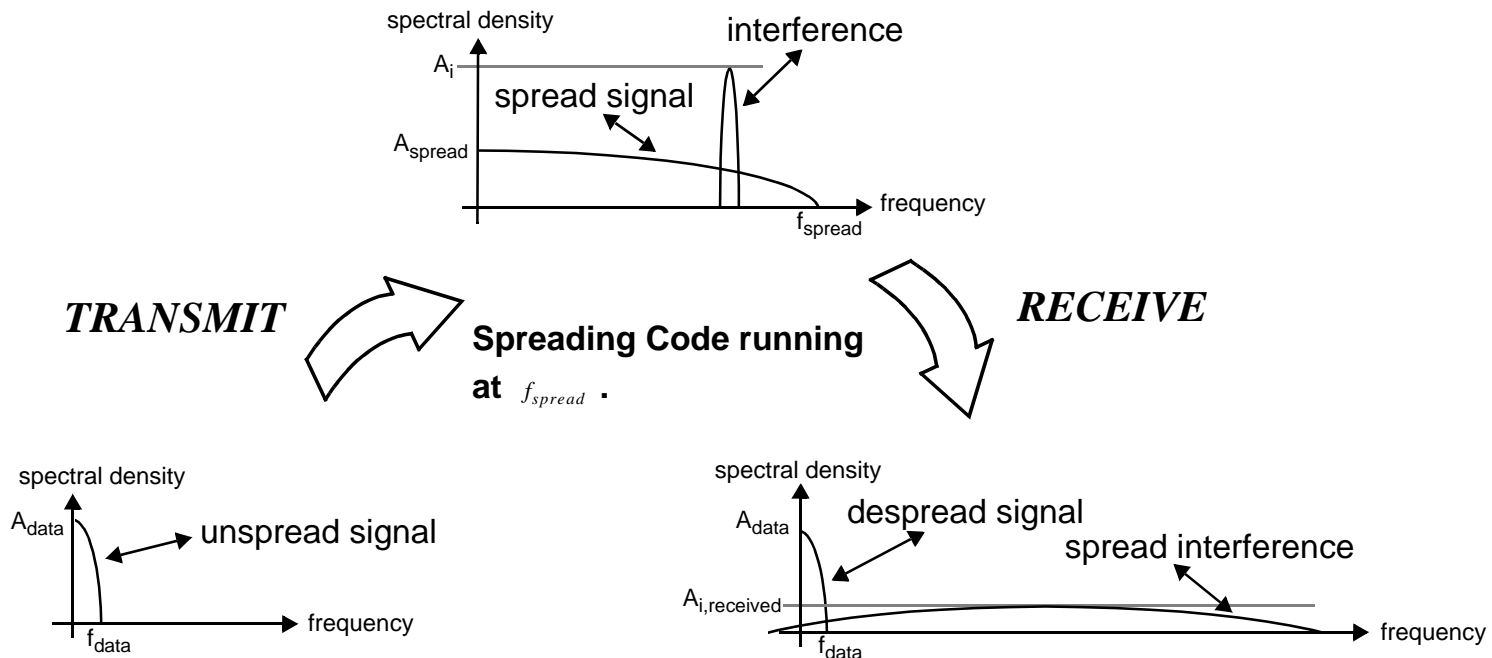 spectral density
interference
A_i
spread signal
A_spread
frequency
f_spread
TRANSMIT
RECEIVE
Spreading Code running
at f_spread .
spectral density
A_data
unspread signal
frequency
f_data
spectral density
A_data
despread signal
spread interference
A_i,received
frequency
f_data